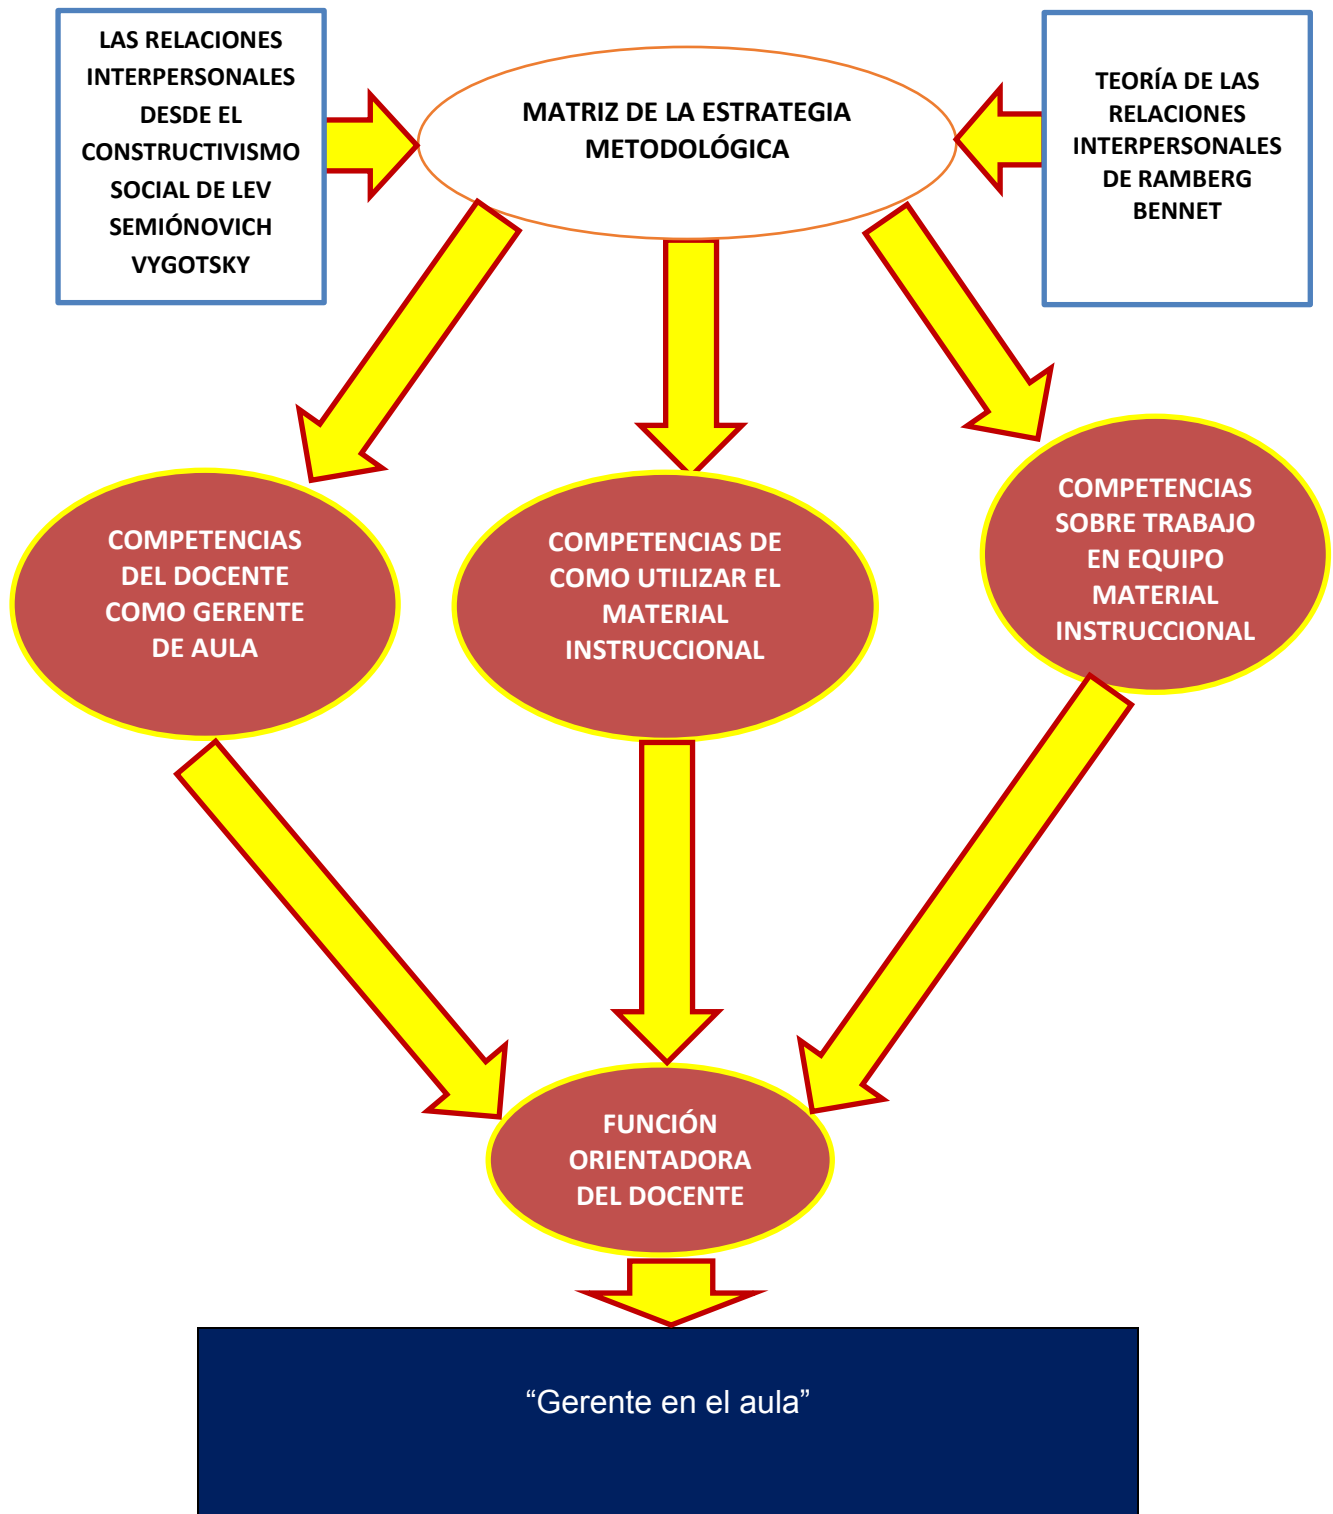 LAS RELACIONES
INTERPERSONALES
DESDE EL
CONSTRUCTIVISMO
SOCIAL DE LEV
SEMIÓNOVICH
VYGOTSKY
MATRIZ DE LA ESTRATEGIA
METODOLÓGICA
TEORÍA DE LAS
RELACIONES
INTERPERSONALES
DE RAMBERG
BENNET
COMPETENCIAS
DEL DOCENTE
COMO GERENTE
DE AULA
COMPETENCIAS DE
COMO UTILIZAR EL
MATERIAL
INSTRUCCIONAL
COMPETENCIAS
SOBRE TRABAJO
EN EQUIPO
MATERIAL
INSTRUCCIONAL
FUNCIÓN
ORIENTADORA
DEL DOCENTE
“Gerente en el aula”